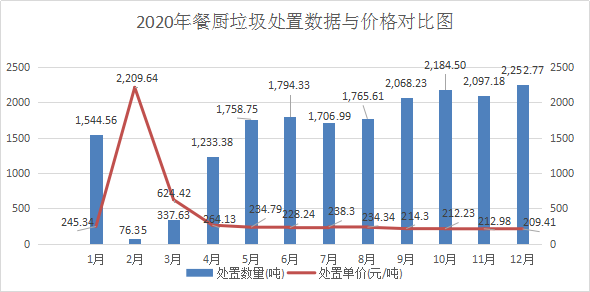 2020年餐厨垃圾处置数据与价格对比图
2500 2000 1500 1000 500 0
2500 2000 1500 1000 500 0
1,544.56 76.35 337.63 1,233.38 1,758.75 1,794.33 1,706.99 1,765.61 2,068.23 2,184.50 2,097.18 2,252.77
245.34 2,209.64 624.42 264.13 234.79 228.24 238.3 234.34 214.3 212.23 212.98 209.41
1月 2月 3月 4月 5月 6月 7月 8月 9月 10月 11月 12月
处置数量(吨) 处置单价(元/吨)